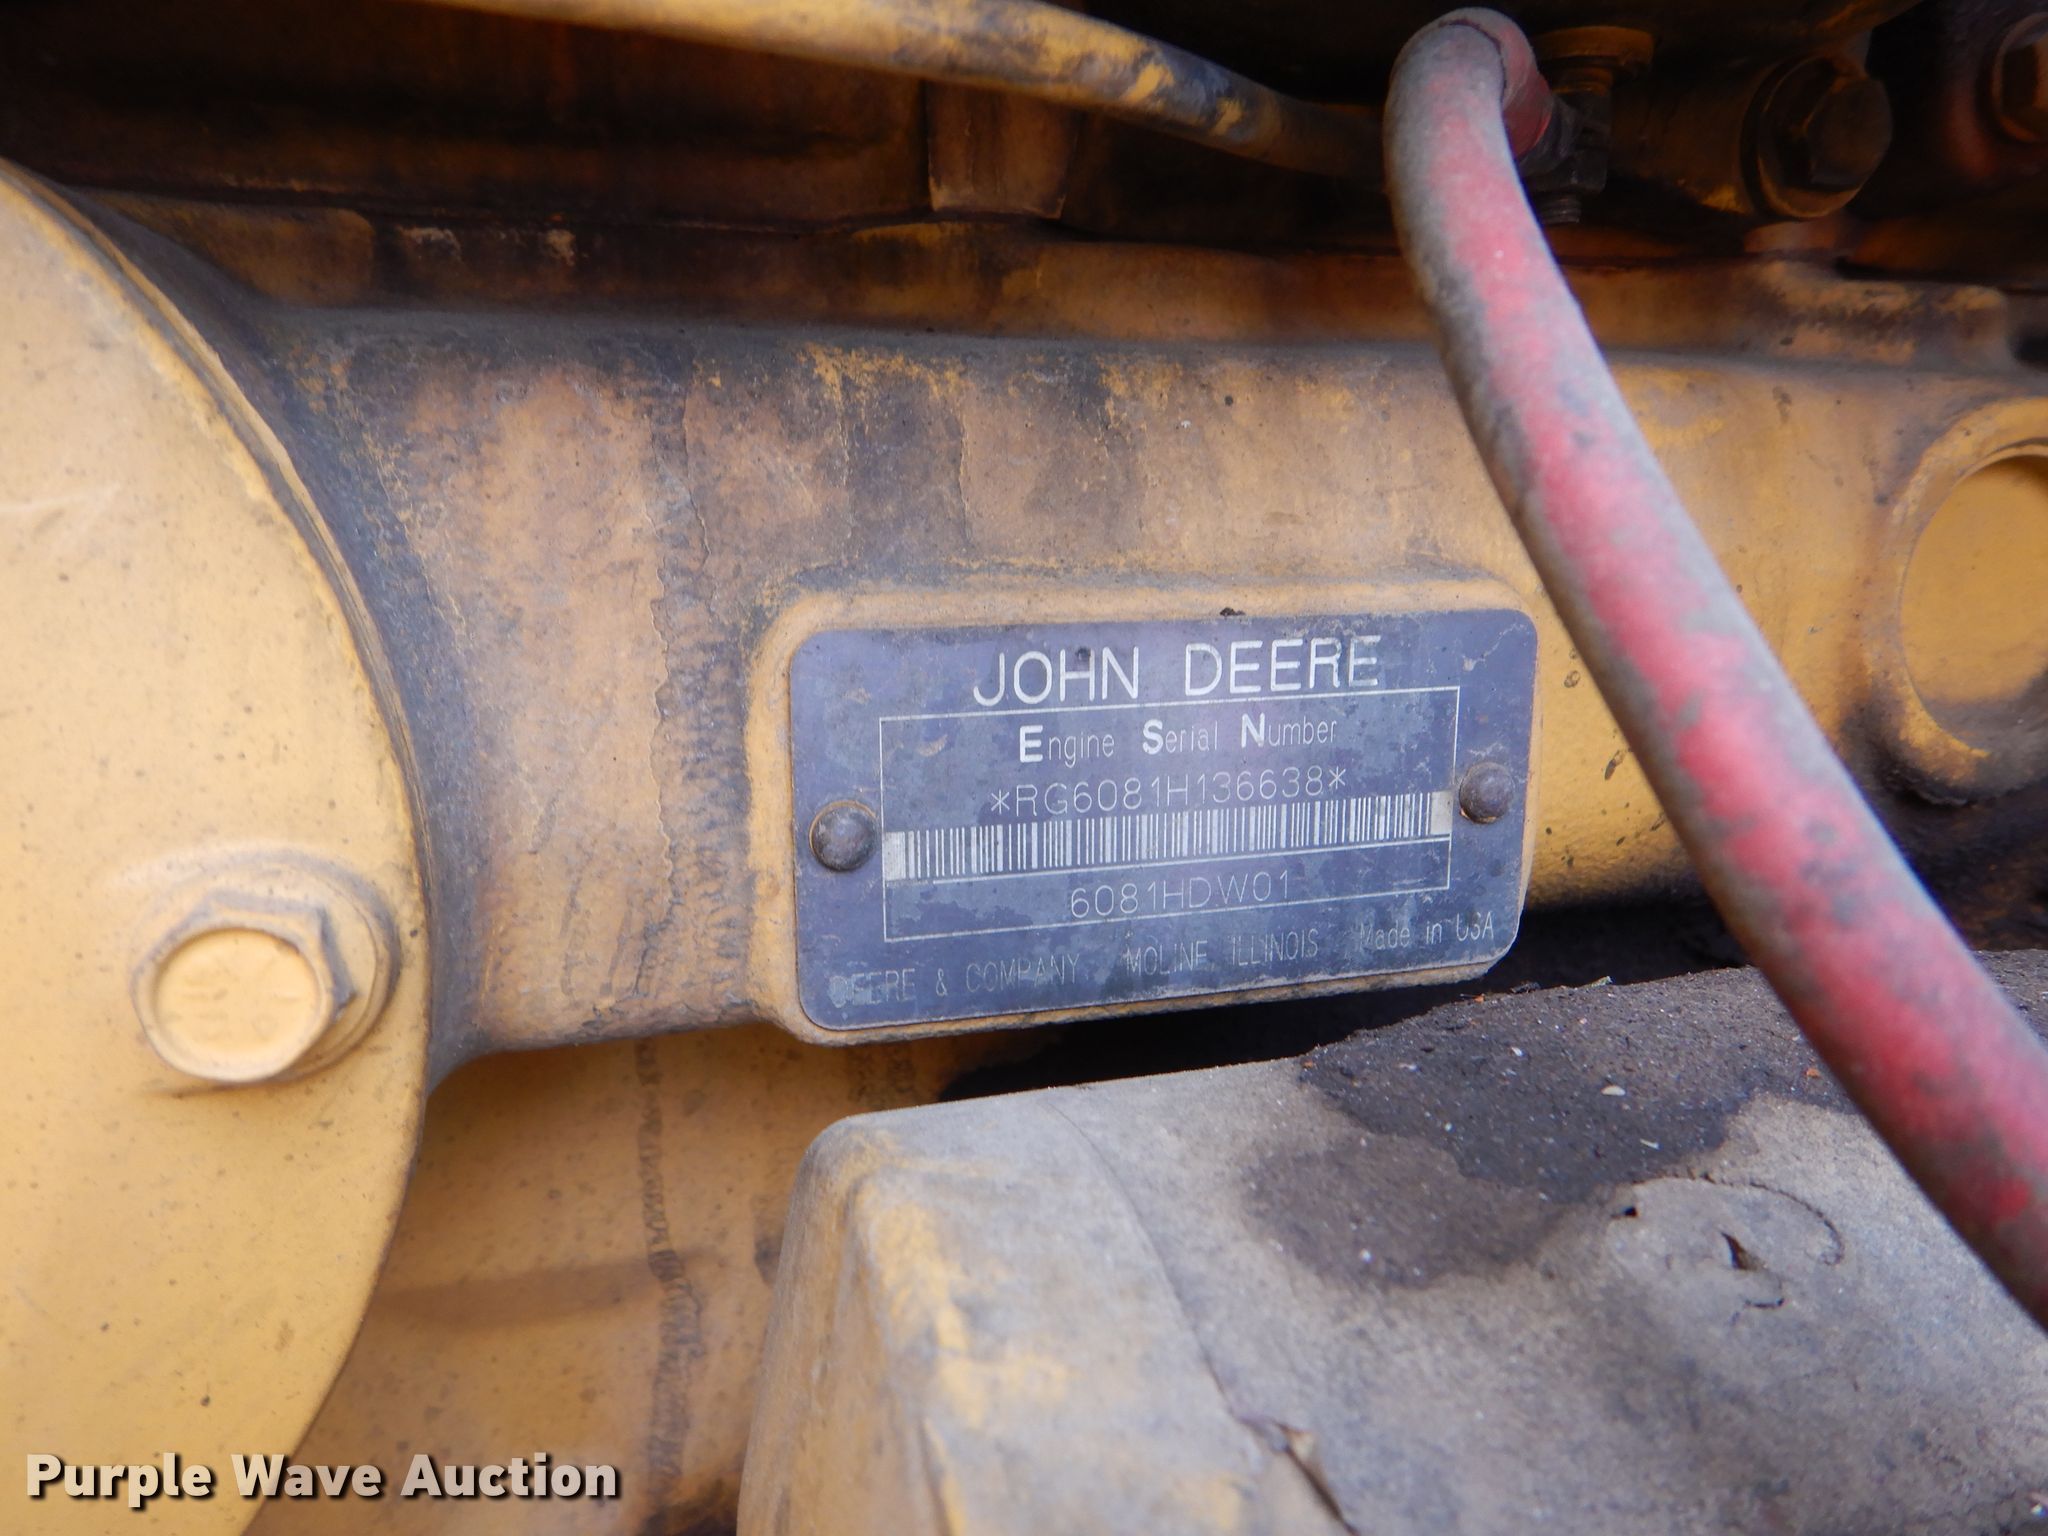 JOHN DEERE
Engine Serial Number
*RG6081H136638*
6081HDW01
DEERE & COMPANY MOLINE ILLINOIS Made in USA
Purple Wave Auction